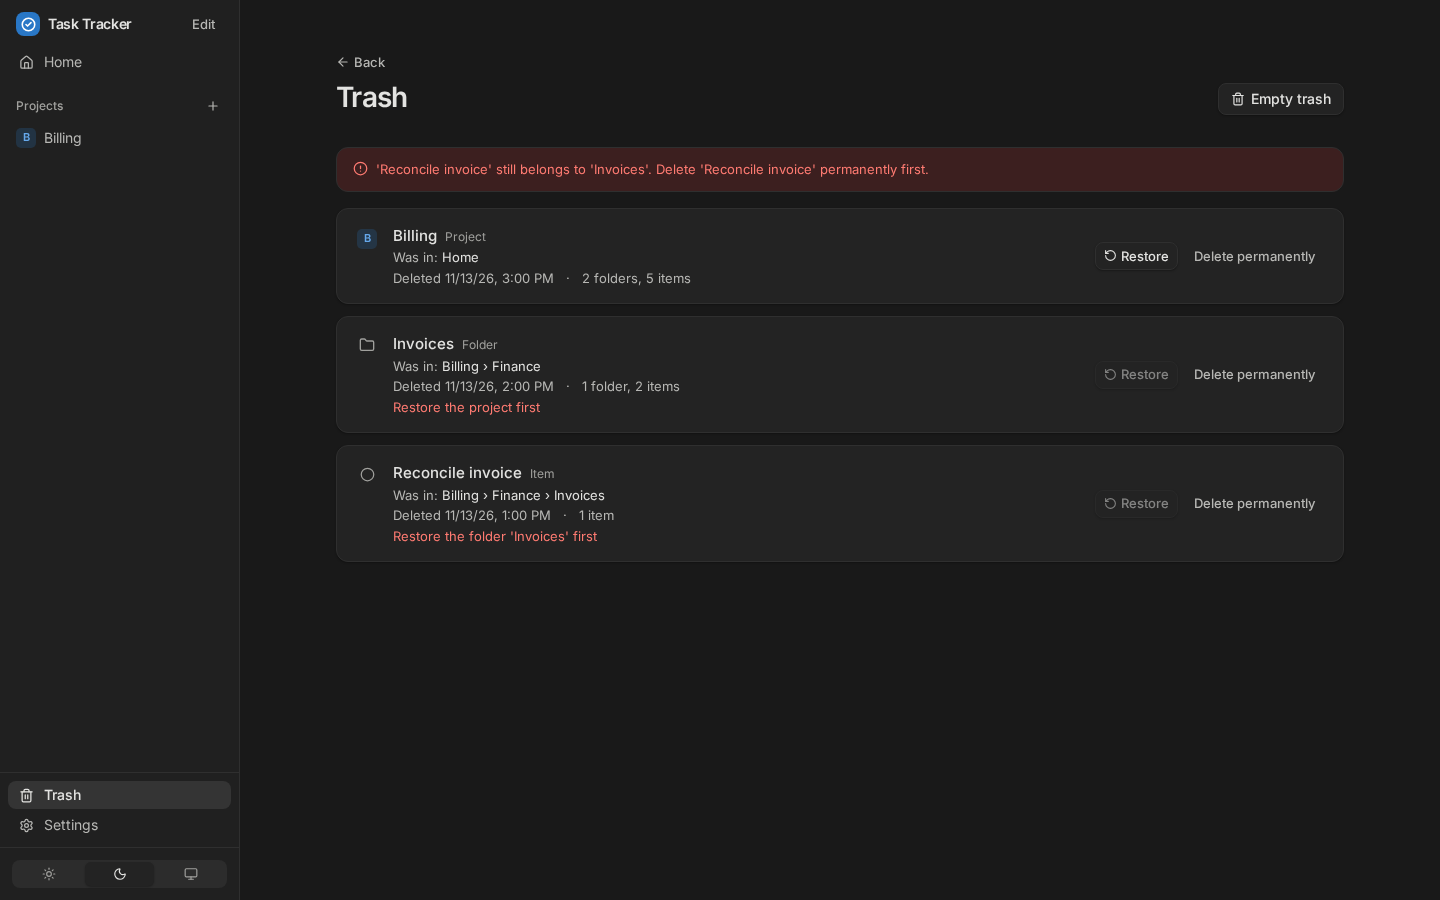 Task Tracker
Edit
Home
Projects
B
Billing
Trash
Settings
Back
Trash
Empty trash
'Reconcile invoice' still belongs to 'Invoices'. Delete 'Reconcile invoice' permanently first.
B
Billing Project
Was in: Home
Deleted 11/13/26, 3:00 PM · 2 folders, 5 items
Restore
Delete permanently
Invoices Folder
Was in: Billing › Finance
Deleted 11/13/26, 2:00 PM · 1 folder, 2 items
Restore the project first
Restore
Delete permanently
Reconcile invoice Item
Was in: Billing › Finance › Invoices
Deleted 11/13/26, 1:00 PM · 1 item
Restore the folder 'Invoices' first
Restore
Delete permanently